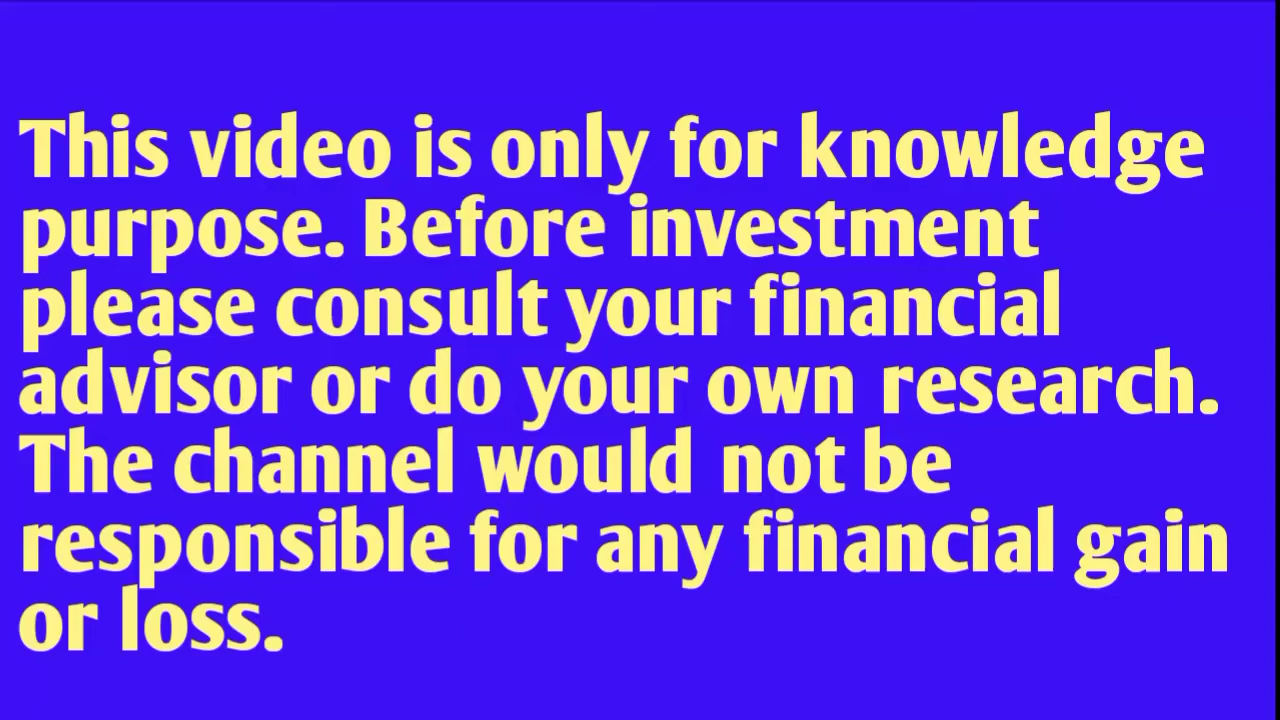 This video is only for knowledge
purpose. Before investment
please consult your financial
advisor or do your own research.
The channel would not be
responsible for any financial gain
or loss.